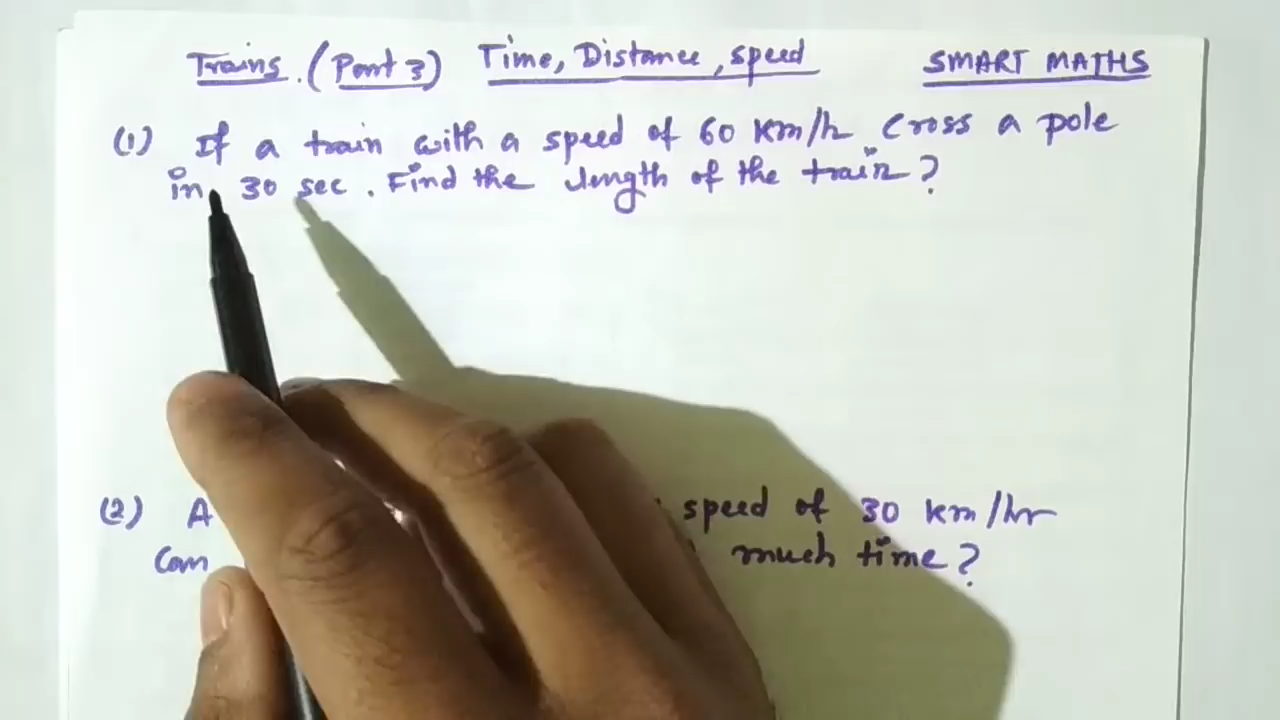 Trains. (Part 3) Time, Distance, speed SMART MATHS
(1) If a train with a speed of 60 Km/h cross a pole
in 30 sec. Find the length of the train?
(2) A speed of 30 km/hr
Can much time?